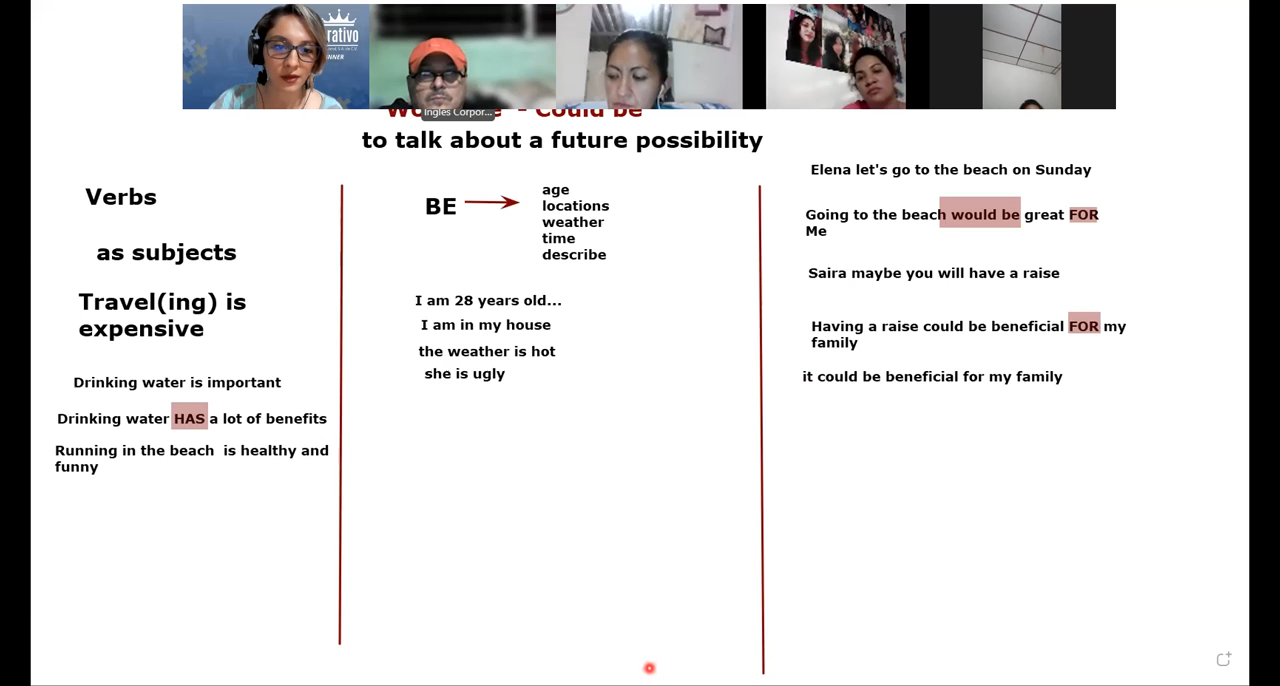 rativo
NNER
Ingles Corpor...
- Could be
to talk about a future possibility
Verbs
as subjects
Travel(ing) is
expensive
Drinking water is important
Drinking water HAS a lot of benefits
Running in the beach is healthy and
funny
BE
age
locations
weather
time
describe
I am 28 years old...
I am in my house
the weather is hot
she is ugly
Elena let's go to the beach on Sunday
Going to the beach would be great FOR
Me
Saira maybe you will have a raise
Having a raise could be beneficial FOR my
family
it could be beneficial for my family